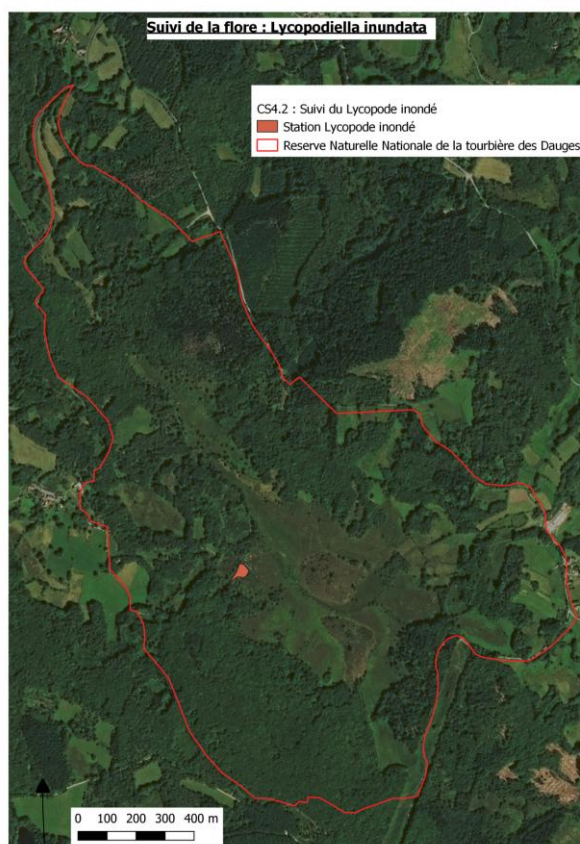 Suivi de la flore : Lycopodiella inundata
CS4.2 : Suivi du Lycopode inondé
Station Lycopode inondé
Reserve Naturelle Nationale de la tourbière des Dauges
0 100 200 300 400 m